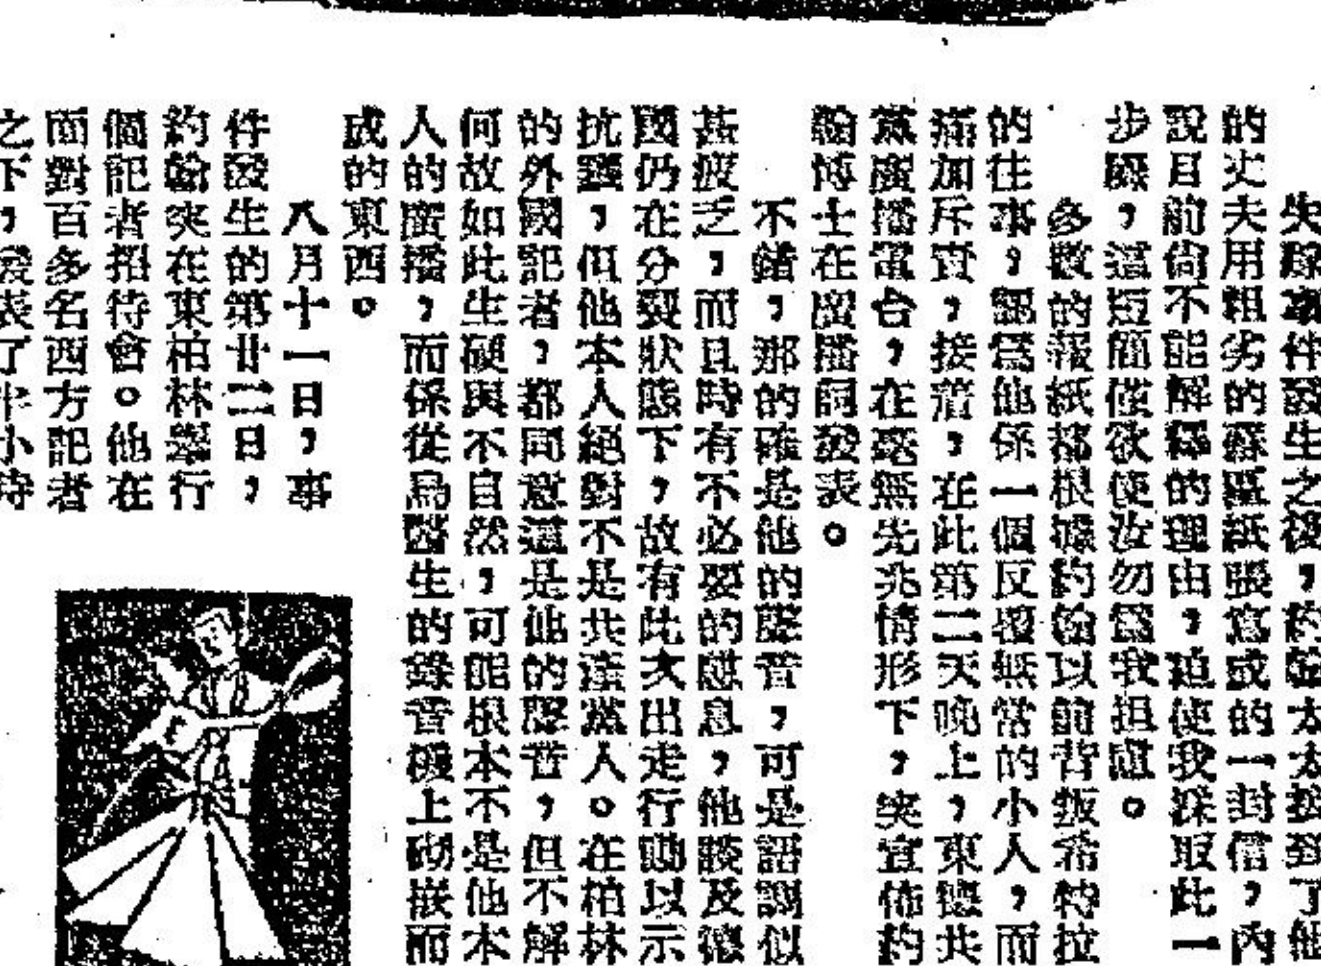 失踪事件發生之後，約翰太太接到了他
的丈夫用粗劣的蘇區紙張寫成的一封信，內
說目前尙不能解釋的理由，迫使我採取此一
步驟，這短簡僅欲使汝勿爲我担慮。
多數的報紙都根據約翰以前背叛希特拉
的往事，認爲他係一個反覆無常的小人，而
痛加斥責，接着，在此第二天晚上，東德共
黨廣播電台，在毫無先兆情形下，突宣佈約
翰博士在廣播詞發表。
不錯，那的確是他的聲音，可是語調似
甚疲乏，而且時有不必要的嘆息，他談及德
國仍在分裂狀態下，故有此次出走行動以示
抗議，但他本人絕對不是共產黨人。在柏林
的外國記者，都同意這是他的聲音，但不解
何故如此生硬與不自然，可能根本不是他本
人的廣播，而係從烏醫生的錄音機上砌嵌而
成的東西。
八月十一日，事
件發生的第廿二日，
約翰突在東柏林舉行
個記者招待會。他在
面對百多名西方記者
之下，發表了半小時